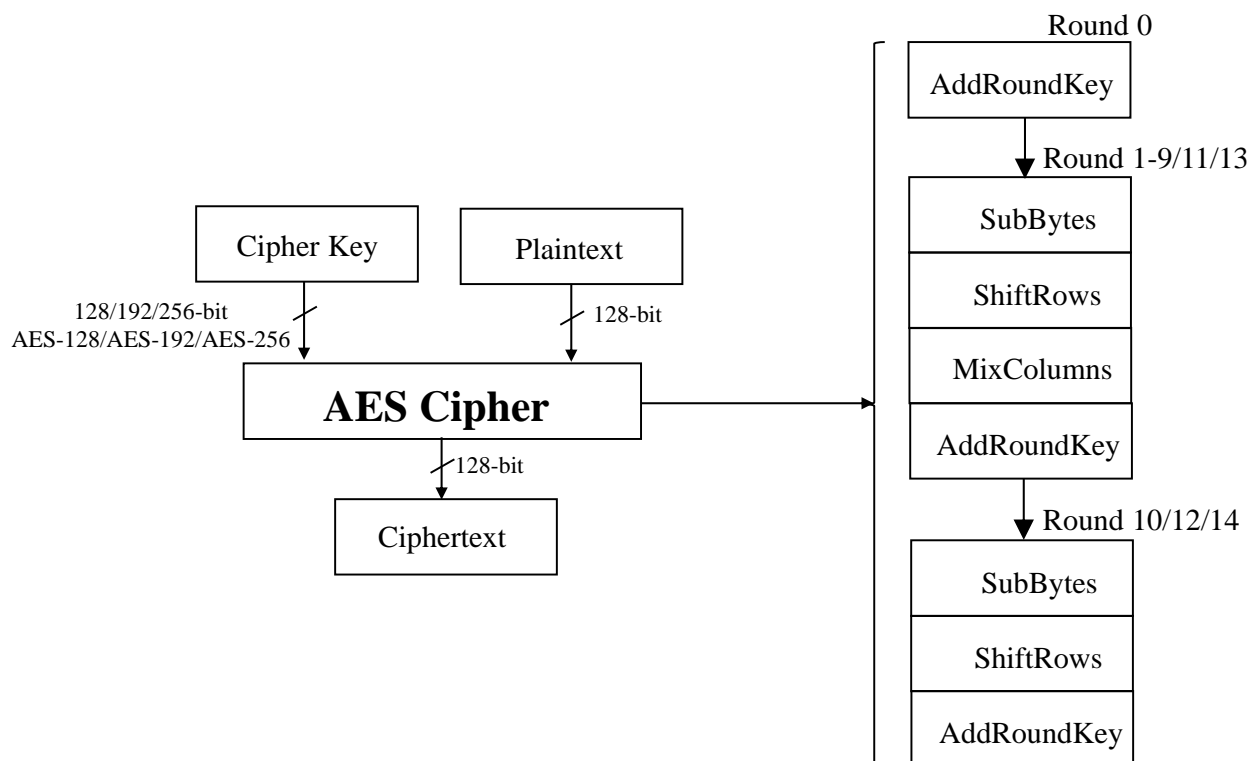 Cipher Key
Plaintext
128/192/256-bit
AES-128/AES-192/AES-256
128-bit
AES Cipher
128-bit
Ciphertext
Round 0
AddRoundKey
Round 1-9/11/13
SubBytes
ShiftRows
MixColumns
AddRoundKey
Round 10/12/14
SubBytes
ShiftRows
AddRoundKey